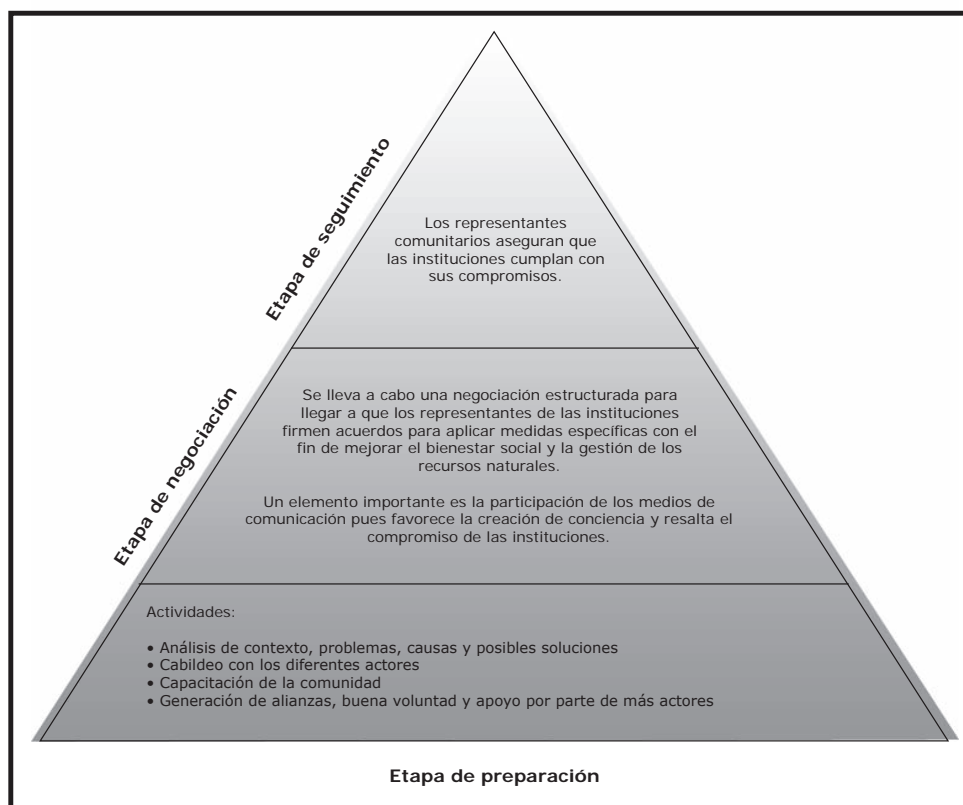 Etapa de seguimiento
Los representantes
comunitarios aseguran que
las instituciones cumplan con
sus compromisos.
Etapa de negociación
Se lleva a cabo una negociación estructurada para
llegar a que los representantes de las instituciones
firmen acuerdos para aplicar medidas específicas con el
fin de mejorar el bienestar social y la gestión de los
recursos naturales.
Un elemento importante es la participación de los medios de
comunicación pues favorece la creación de conciencia y resalta el
compromiso de las instituciones.
Actividades:
• Análisis de contexto, problemas, causas y posibles soluciones
• Cabildeo con los diferentes actores
• Capacitación de la comunidad
• Generación de alianzas, buena voluntad y apoyo por parte de más actores
Etapa de preparación